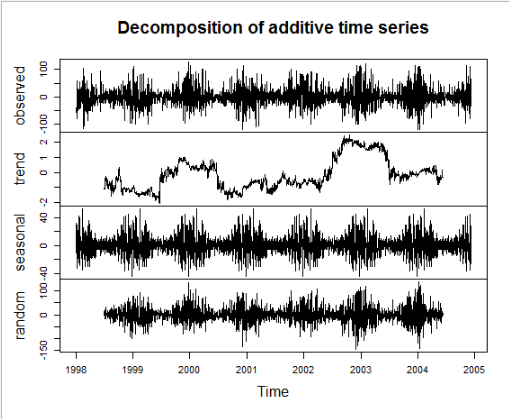 Decomposition of additive time series
observed
-100 0 100
trend
-2 0 1 2
seasonal
-40 0 40
random
-150 0 100
1998 1999 2000 2001 2002 2003 2004 2005
Time